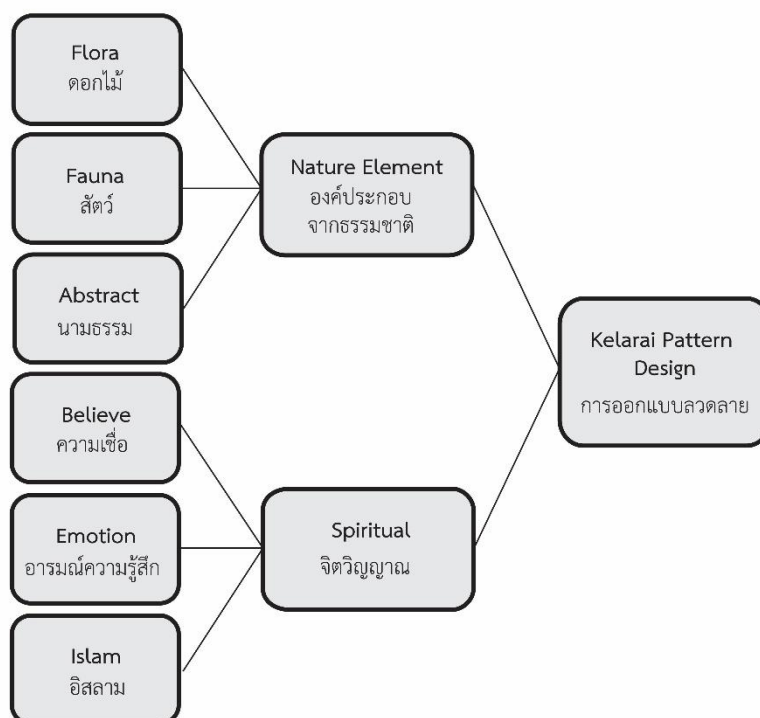 Flora
ดอกไม้
Fauna
สัตว์
Abstract
นามธรรม
Believe
ความเชื่อ
Emotion
อารมณ์ความรู้สึก
Islam
อิสลาม
Nature Element
องค์ประกอบ
จากธรรมชาติ
Spiritual
จิตวิญญาณ
Kelarai Pattern
Design
การออกแบบลวดลาย